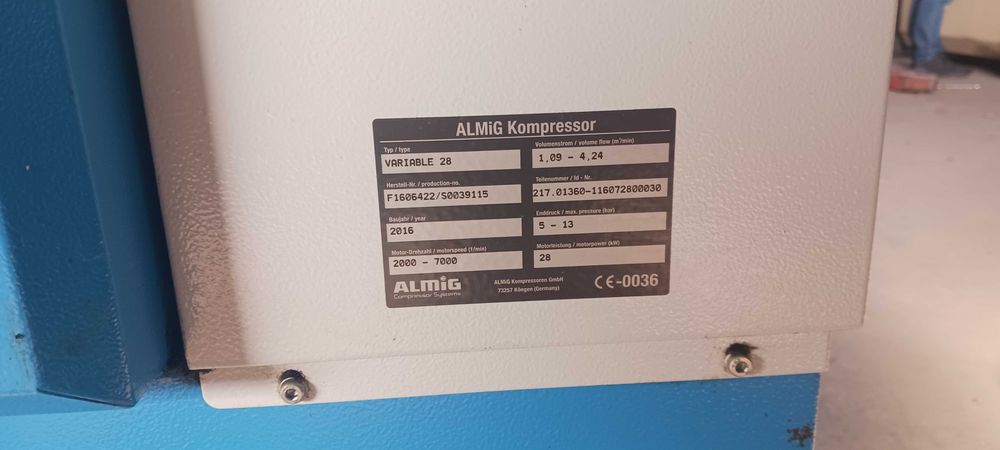 ALMiG Kompressor
Typ / type
VARIABLE 28
Volumenstrom / volume flow (m³/min)
1,09 - 4,24
Herstell-Nr. / production-no.
F1606422/S0039115
Teilenummer / Id - Nr.
217.01360-116072800030
Baujahr / year
2016
Enddruck / max. pressure (bar)
5 - 13
Motor-Drehzahl / motorspeed (1/min)
2000 - 7000
Motorleistung / motorpower (kW)
28
ALMiG
Compressor Systems
ALMiG Kompressoren GmbH
73257 Köngen (Germany)
CE-0036